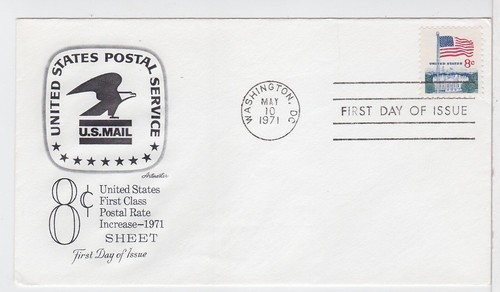 UNITED STATES POSTAL SERVICE
U.S.MAIL
Artmaster
8¢
United States
First Class
Postal Rate
Increase—1971
SHEET
First Day of Issue
WASHINGTON, DC
MAY
10
1971
FIRST DAY OF ISSUE
UNITED STATES 8c